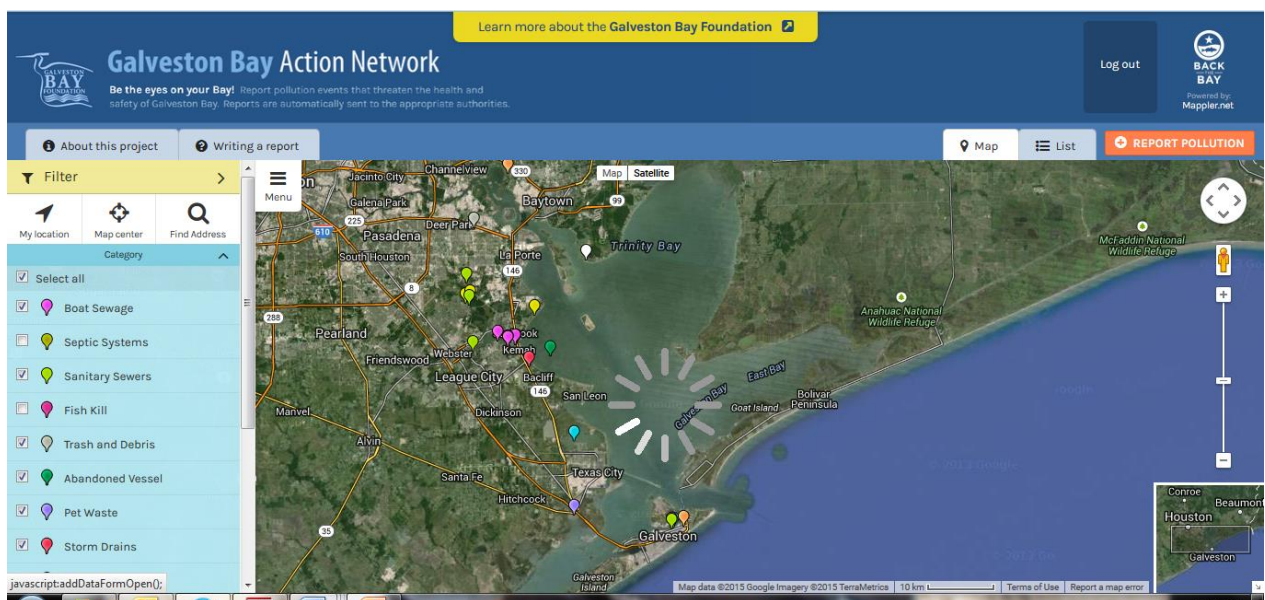 Learn more about the Galveston Bay Foundation
GALVESTON
BAY
FOUNDATION
Galveston Bay Action Network
Be the eyes on your Bay! Report pollution events that threaten the health and
safety of Galveston Bay. Reports are automatically sent to the appropriate authorities.
Log out
BACK
THE
BAY
Powered by:
Mappler.net
About this project
Writing a report
Map
List
REPORT POLLUTION
Filter
My location
Map center
Find Address
Category
Select all
Boat Sewage
Septic Systems
Sanitary Sewers
Fish Kill
Trash and Debris
Abandoned Vessel
Pet Waste
Storm Drains
javascript:addDataFormOpen();
Menu
Map
Satellite
Jacinto City
Channelview
330
Galena Park
Baytown
99
225
Deer Park
610
Pasadena
Trinity Bay
McFaddin National
Wildlife Refuge
South Houston
La Porte
146
8
288
Anahuac National
Wildlife Refuge
Pearland
Webster
Kemah
Friendswood
League City
Bacliff
146
East Bay
San Leon
Galveston Bay
Goat Island
Bolivar
Peninsula
Manvel
Dickinson
Alvin
Santa Fe
Texas City
Hitchcock
35
Galveston
Galveston
Island
Conroe
Beaumont
Houston
Galveston
Map data ©2015 Google Imagery ©2015 TerraMetrics
10 km
Terms of Use
Report a map error